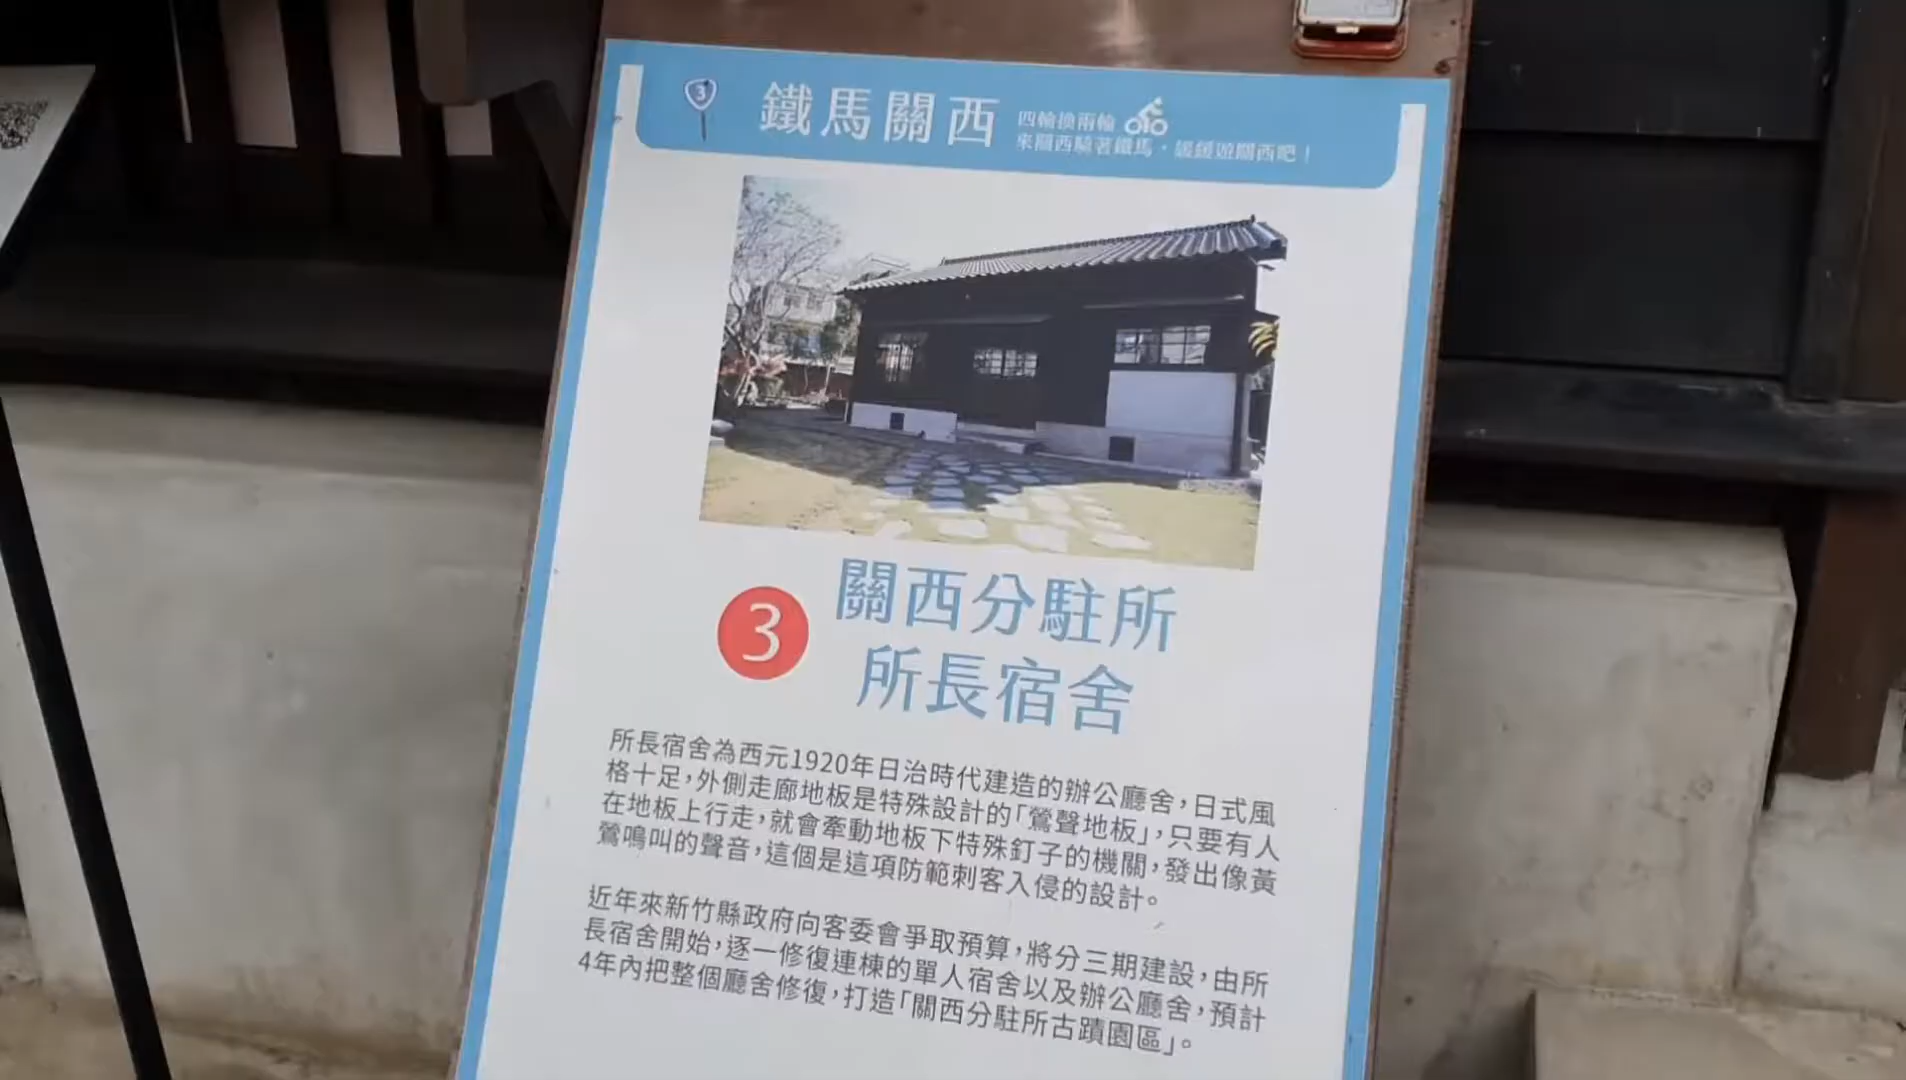 3
鐵馬關西
四輪換兩輪
來關西騎著鐵馬，緩緩遊關西吧！
3
關西分駐所
所長宿舍
所長宿舍為西元1920年日治時代建造的辦公廳舍，日式風
格十足，外側走廊地板是特殊設計的「鶯聲地板」，只要有人
在地板上行走，就會牽動地板下特殊釘子的機關，發出像黃
鶯鳴叫的聲音，這個是這項防範刺客入侵的設計。
近年來新竹縣政府向客委會爭取預算，將分三期建設，由所
長宿舍開始，逐一修復連棟的單人宿舍以及辦公廳舍，預計
4年內把整個廳舍修復，打造「關西分駐所古蹟園區」。